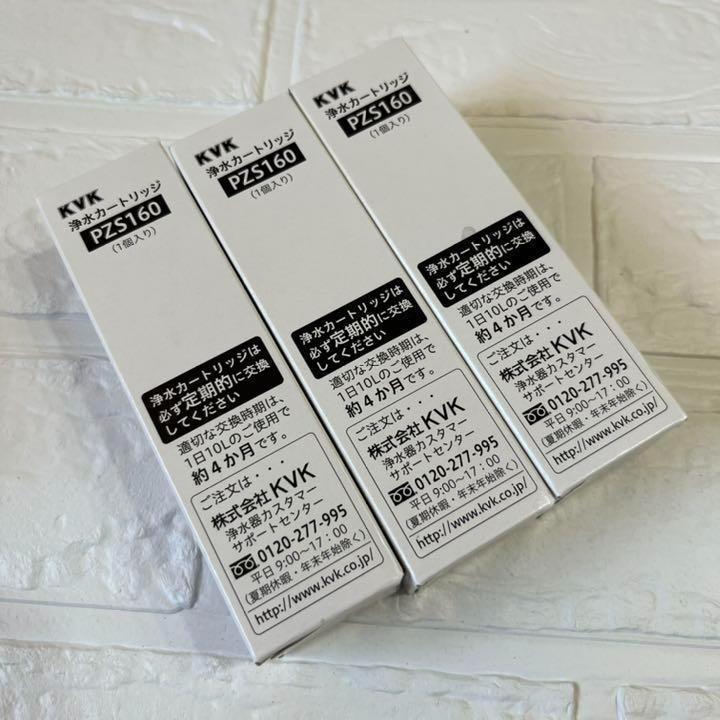 KVK
浄水カートリッジ
PZS160
(1個入り)
浄水カートリッジは
必ず定期的に交換
してください
適切な交換時期は、
1日10Lのご使用で
約4か月です。
ご注文は・・・
株式会社KVK
浄水器カスタマー
サポートセンター
0120-277-995
平日 9:00~17:00
(夏期休暇・年末年始除く)
http://www.kvk.co.jp/
KVK
浄水カートリッジ
PZS160
(1個入り)
浄水カートリッジは
必ず定期的に交換
してください
適切な交換時期は、
1日10Lのご使用で
約4か月です。
ご注文は・・・
株式会社KVK
浄水器カスタマー
サポートセンター
0120-277-995
平日 9:00~17:00
(夏期休暇・年末年始除く)
http://www.kvk.co.jp/
KVK
浄水カートリッジ
PZS160
(1個入り)
浄水カートリッジは
必ず定期的に交換
してください
適切な交換時期は、
1日10Lのご使用で
約4か月です。
ご注文は・・・
株式会社KVK
浄水器カスタマー
サポートセンター
0120-277-995
平日 9:00~17:00
(夏期休暇・年末年始除く)
http://www.kvk.co.jp/